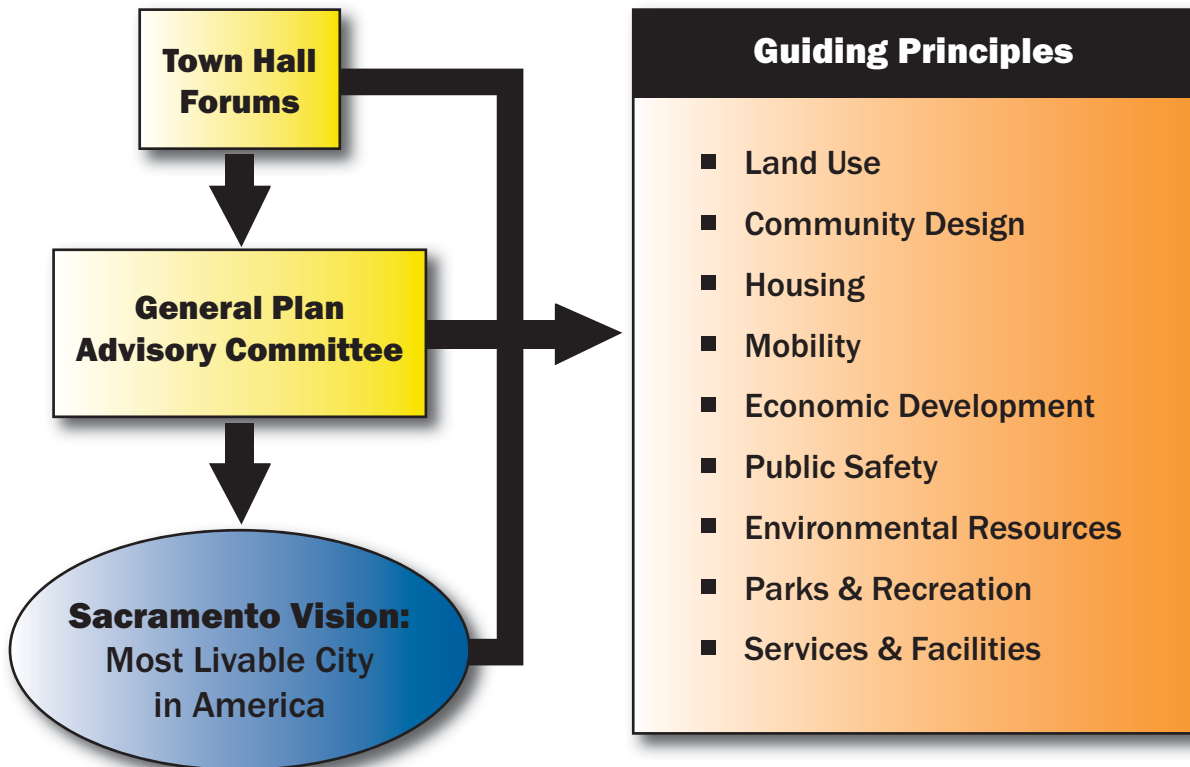 Town Hall
Forums
General Plan
Advisory Committee
Sacramento Vision:
Most Livable City
in America
Guiding Principles
■ Land Use
■ Community Design
■ Housing
■ Mobility
■ Economic Development
■ Public Safety
■ Environmental Resources
■ Parks & Recreation
■ Services & Facilities